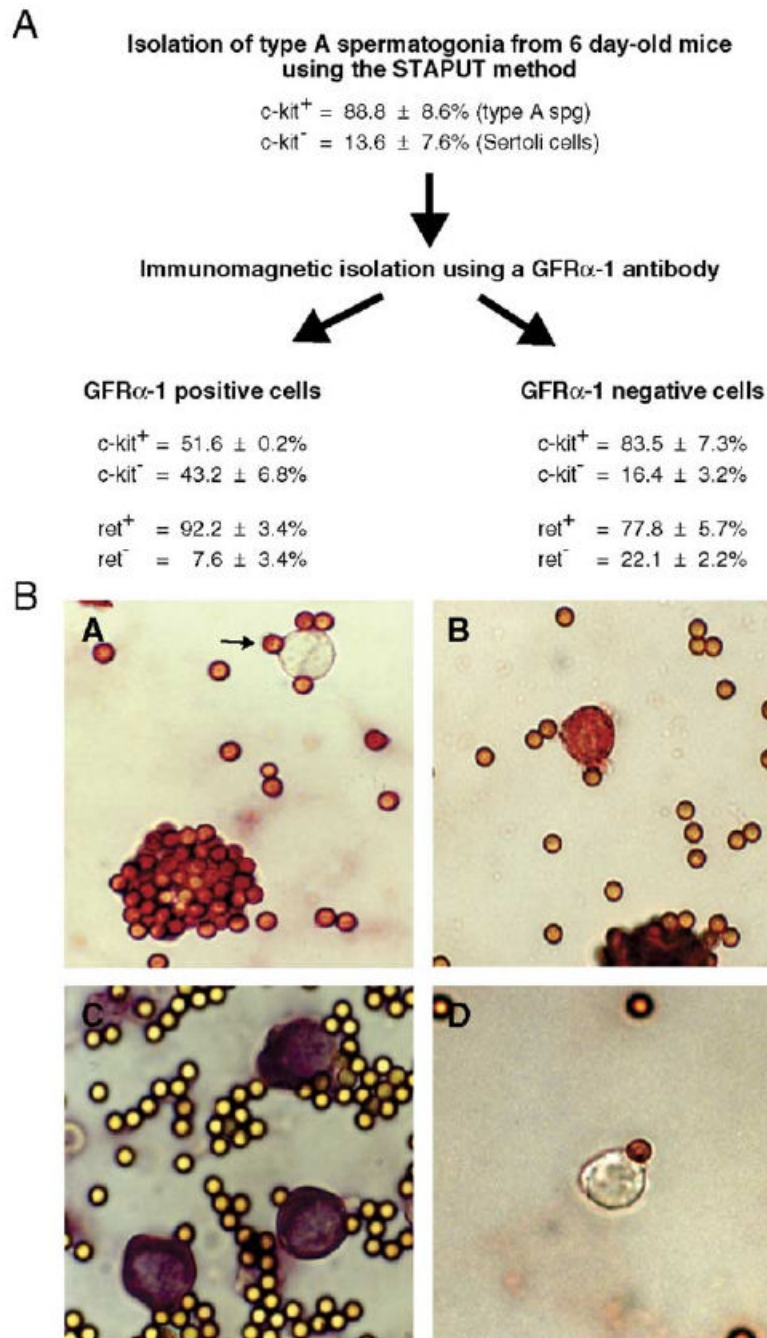 A
Isolation of type A spermatogonia from 6 day-old mice
using the STAPUT method
c-kit+ = 88.8 ± 8.6% (type A spg)
c-kit- = 13.6 ± 7.6% (Sertoli cells)
Immunomagnetic isolation using a GFRα-1 antibody
GFRα-1 positive cells
c-kit+ = 51.6 ± 0.2%
c-kit- = 43.2 ± 6.8%
ret+ = 92.2 ± 3.4%
ret- = 7.6 ± 3.4%
GFRα-1 negative cells
c-kit+ = 83.5 ± 7.3%
c-kit- = 16.4 ± 3.2%
ret+ = 77.8 ± 5.7%
ret- = 22.1 ± 2.2%
B
A
B
C
D